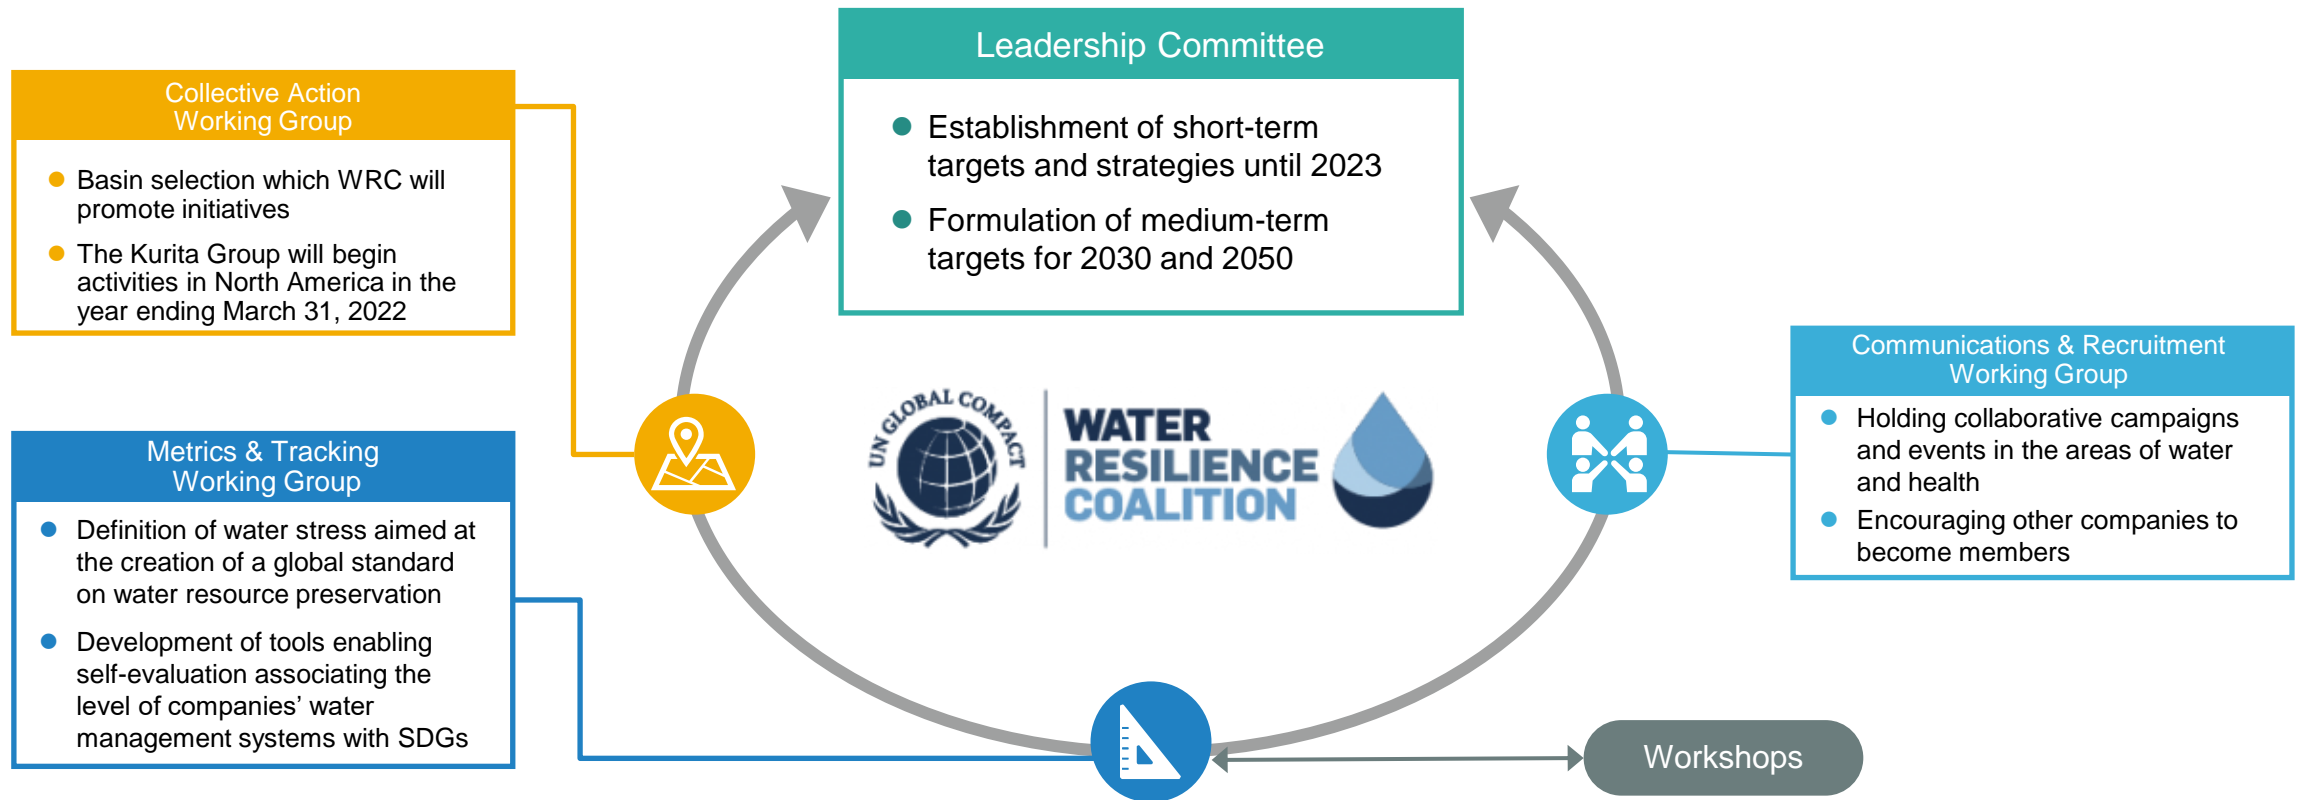 Leadership Committee
● Establishment of short-term
targets and strategies until 2023
● Formulation of medium-term
targets for 2030 and 2050
Collective Action
Working Group
● Basin selection which WRC will
promote initiatives
● The Kurita Group will begin
activities in North America in the
year ending March 31, 2022
Metrics & Tracking
Working Group
● Definition of water stress aimed at
the creation of a global standard
on water resource preservation
● Development of tools enabling
self-evaluation associating the
level of companies’ water
management systems with SDGs
UN GLOBAL COMPACT
WATER
RESILIENCE
COALITION
Communications & Recruitment
Working Group
● Holding collaborative campaigns
and events in the areas of water
and health
● Encouraging other companies to
become members
Workshops